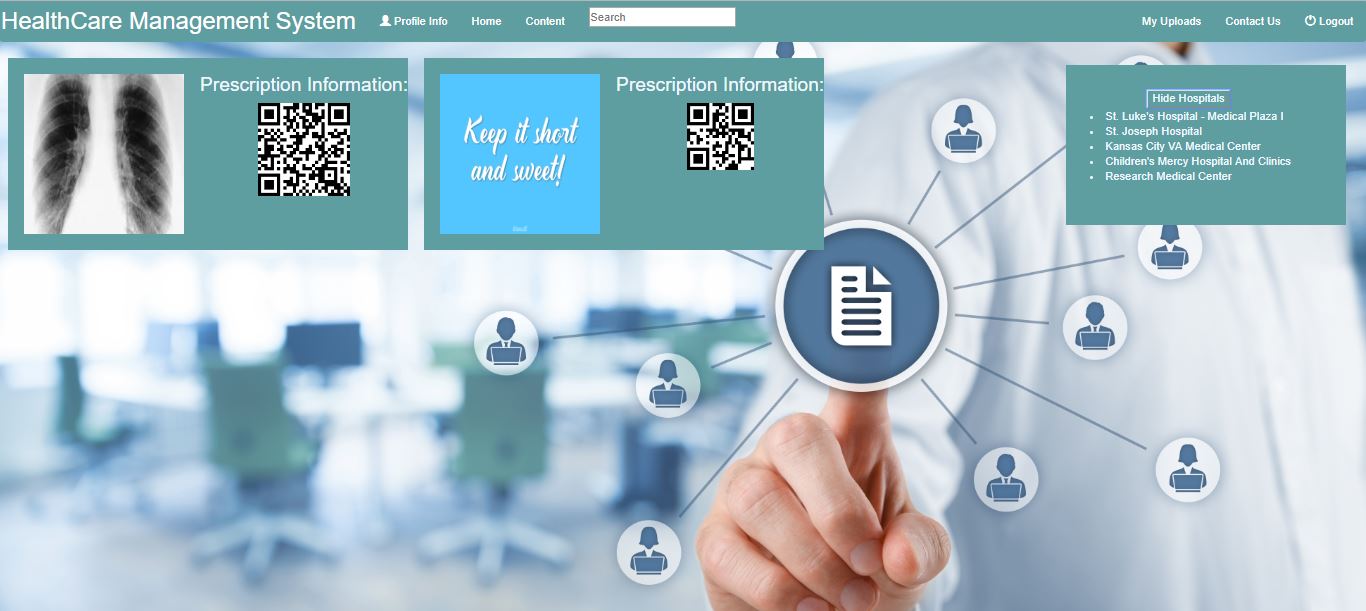 HealthCare Management System
Profile Info
Home
Content
Search
My Uploads
Contact Us
Logout
Prescription Information:
Keep it short
and sweet!
Prescription Information:
Hide Hospitals
St. Luke's Hospital - Medical Plaza I
St. Joseph Hospital
Kansas City VA Medical Center
Children's Mercy Hospital And Clinics
Research Medical Center